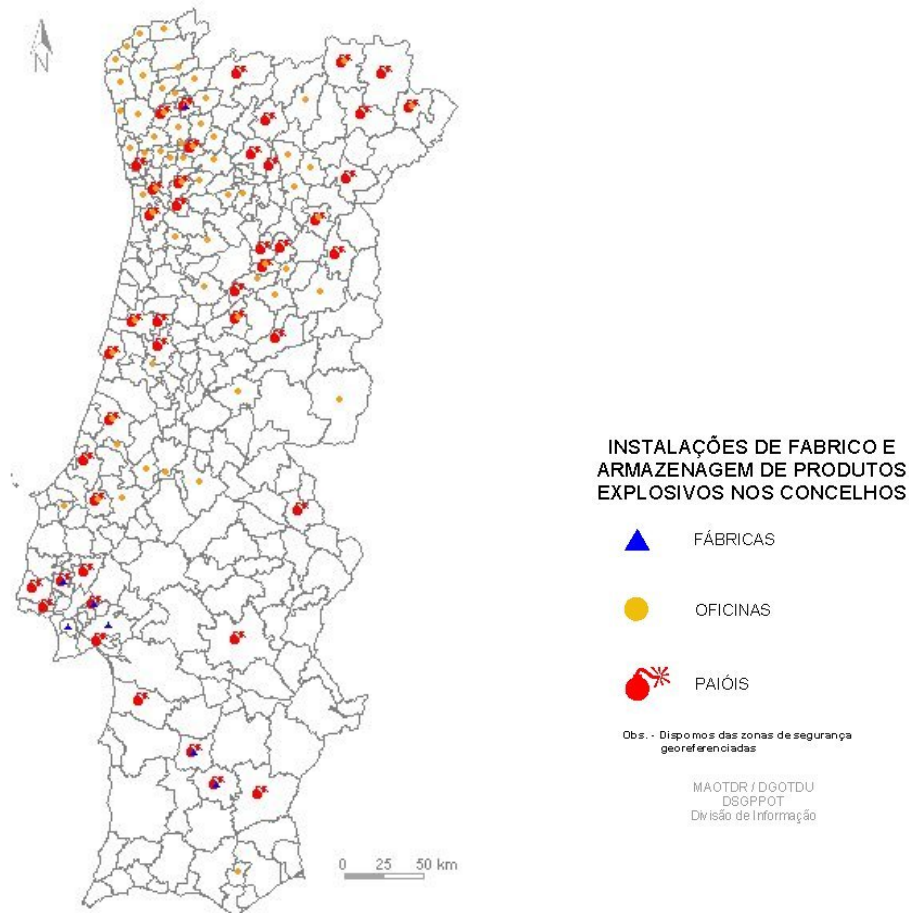 N
INSTALAÇÕES DE FABRICO E
ARMAZENAGEM DE PRODUTOS
EXPLOSIVOS NOS CONCELHOS
FÁBRICAS
OFICINAS
PAIÓIS
Obs. - Dispomos das zonas de segurança
georeferenciadas
MAOTDR / DGOTDU
DSGPPOT
Divisão de Informação
0 25 50 km